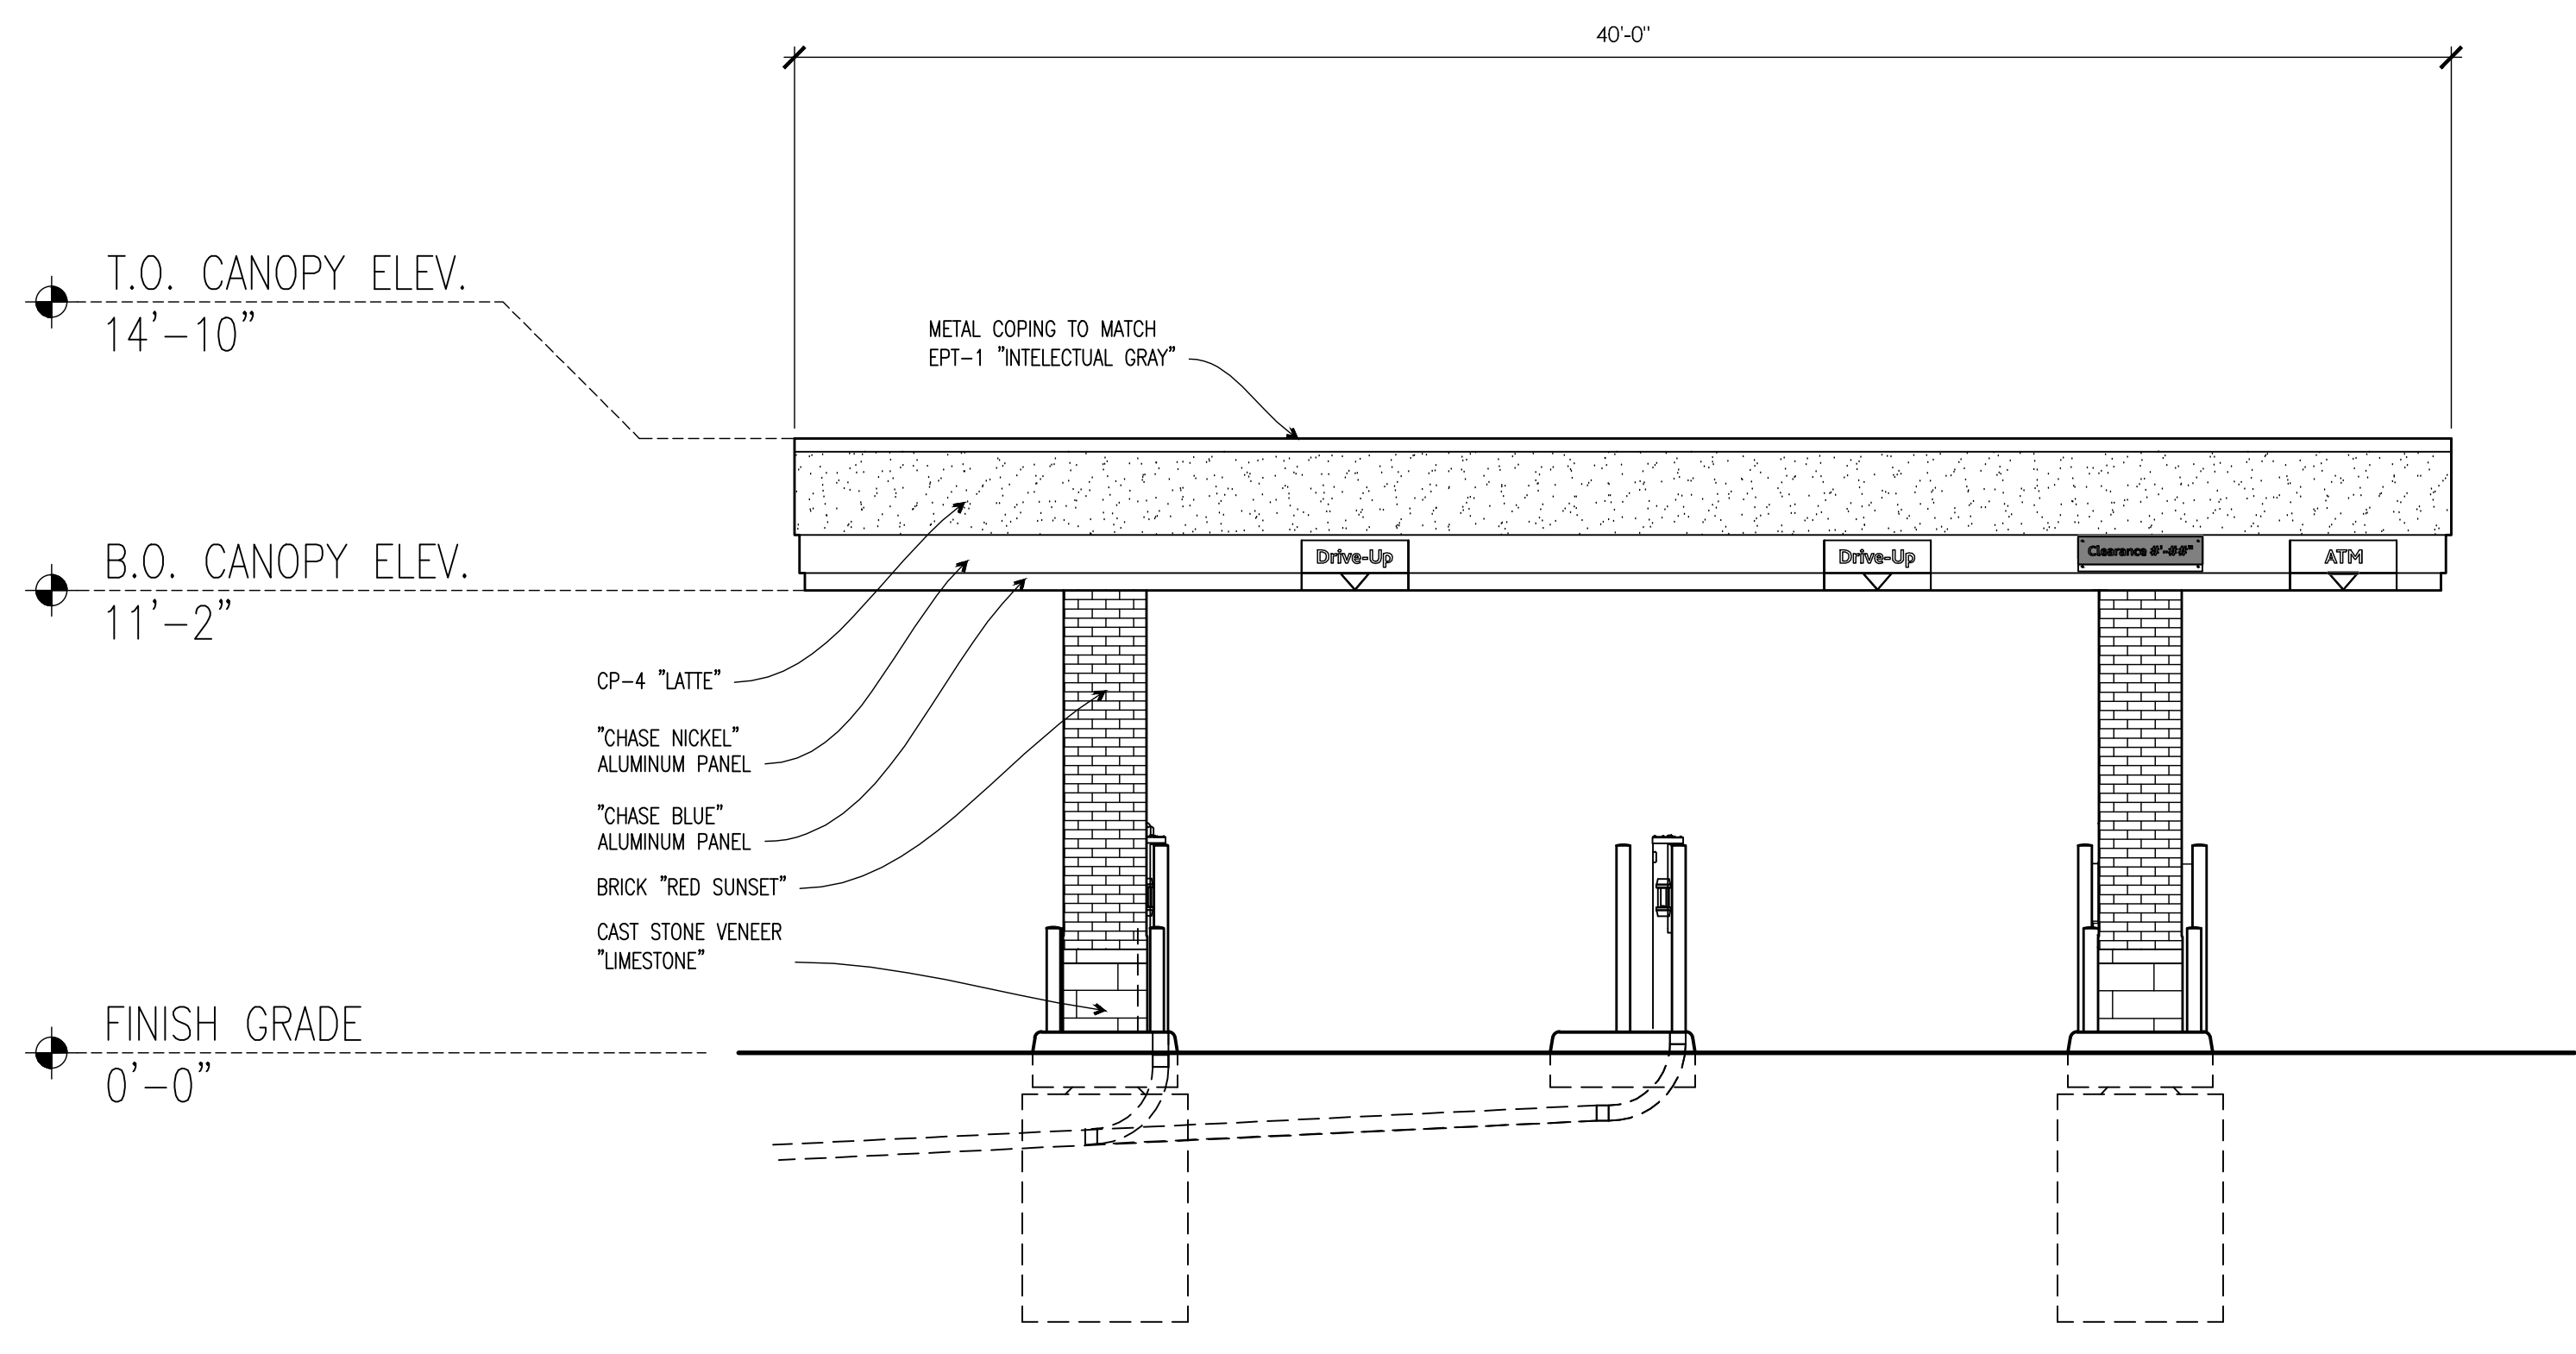 40'-0"
T.O. CANOPY ELEV.
14'-10"
METAL COPING TO MATCH
EPT-1 "INTELECTUAL GRAY"
B.O. CANOPY ELEV.
11'-2"
Drive-Up
Drive-Up
Clearance #'-##"
ATM
CP-4 "LATTE"
"CHASE NICKEL"
ALUMINUM PANEL
"CHASE BLUE"
ALUMINUM PANEL
BRICK "RED SUNSET"
CAST STONE VENEER
"LIMESTONE"
FINISH GRADE
0'-0"